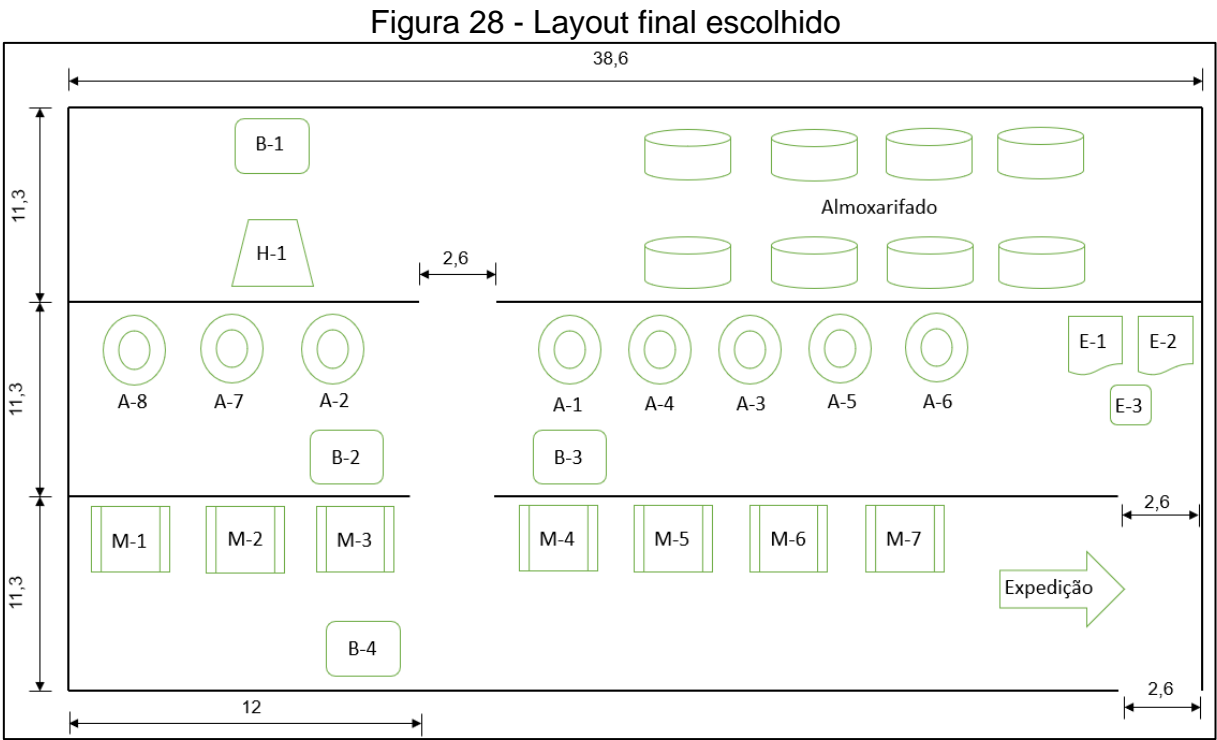 Figura 28 - Layout final escolhido
38,6
B-1
11,3
Almoxarifado
H-1
2,6
E-1
E-2
11,3
A-8
A-7
A-2
A-1
A-4
A-3
A-5
A-6
E-3
B-2
B-3
2,6
M-1
M-2
M-3
M-4
M-5
M-6
M-7
11,3
Expedição
B-4
2,6
12